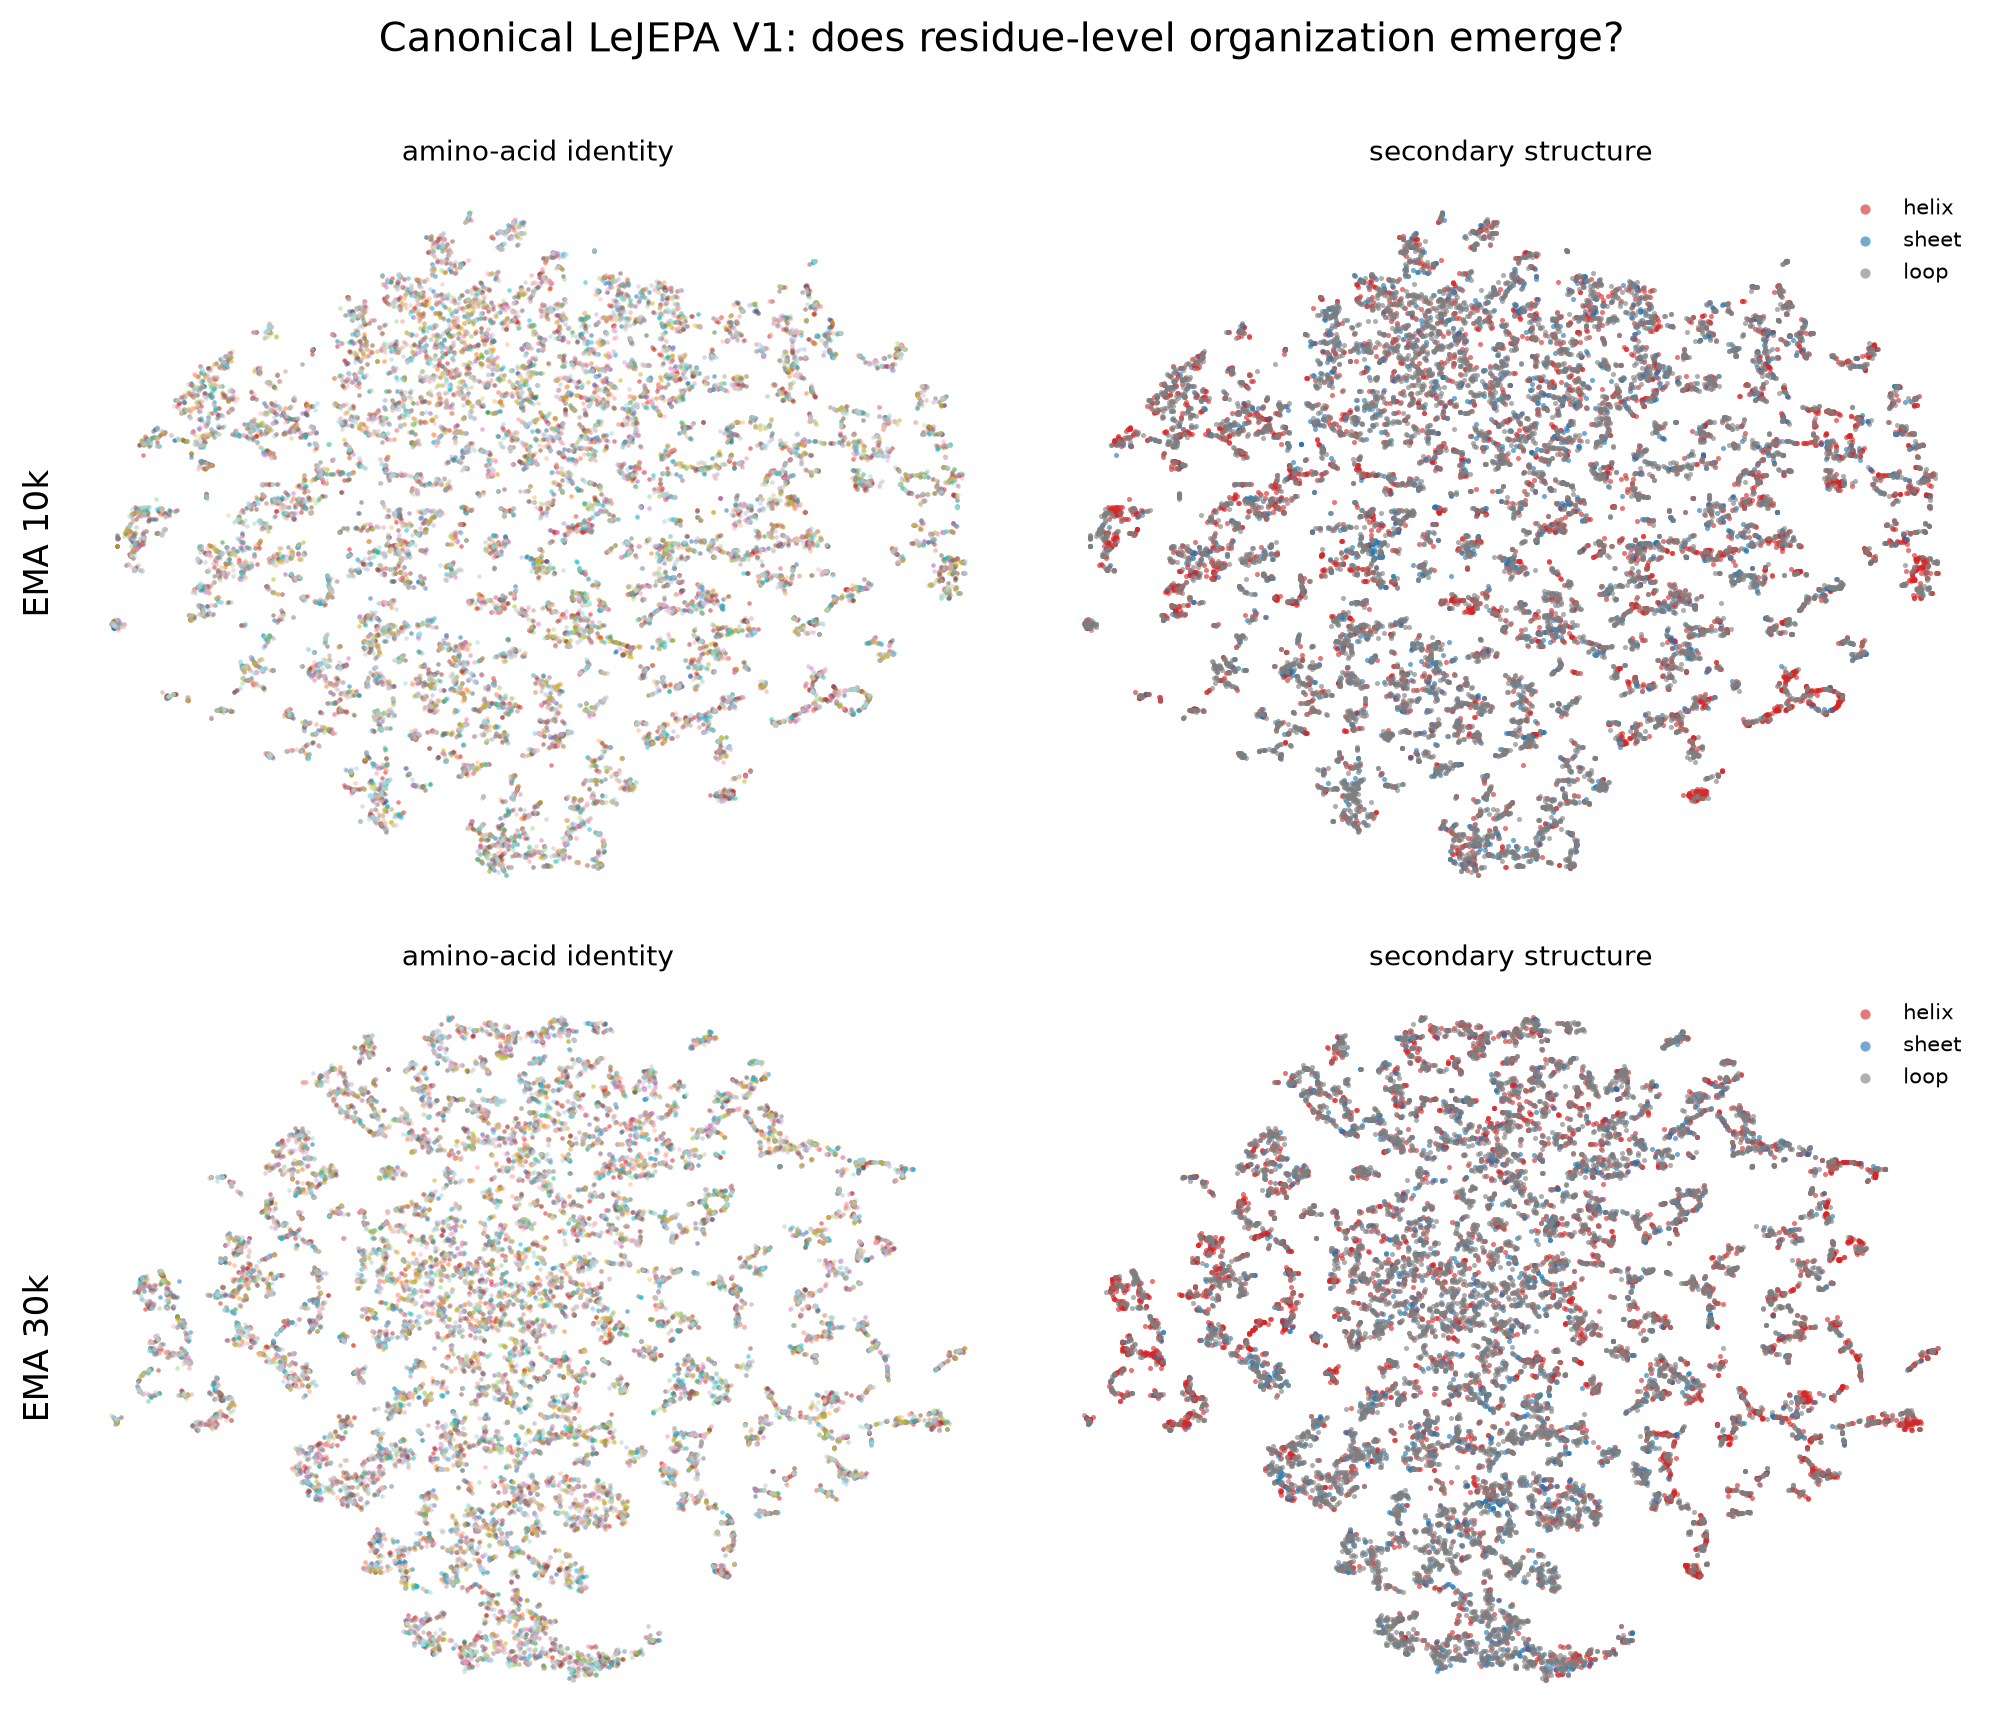 Canonical LeJEPA V1: does residue-level organization emerge?
amino-acid identity
secondary structure
helix
sheet
loop
EMA 10k
amino-acid identity
secondary structure
helix
sheet
loop
EMA 30k